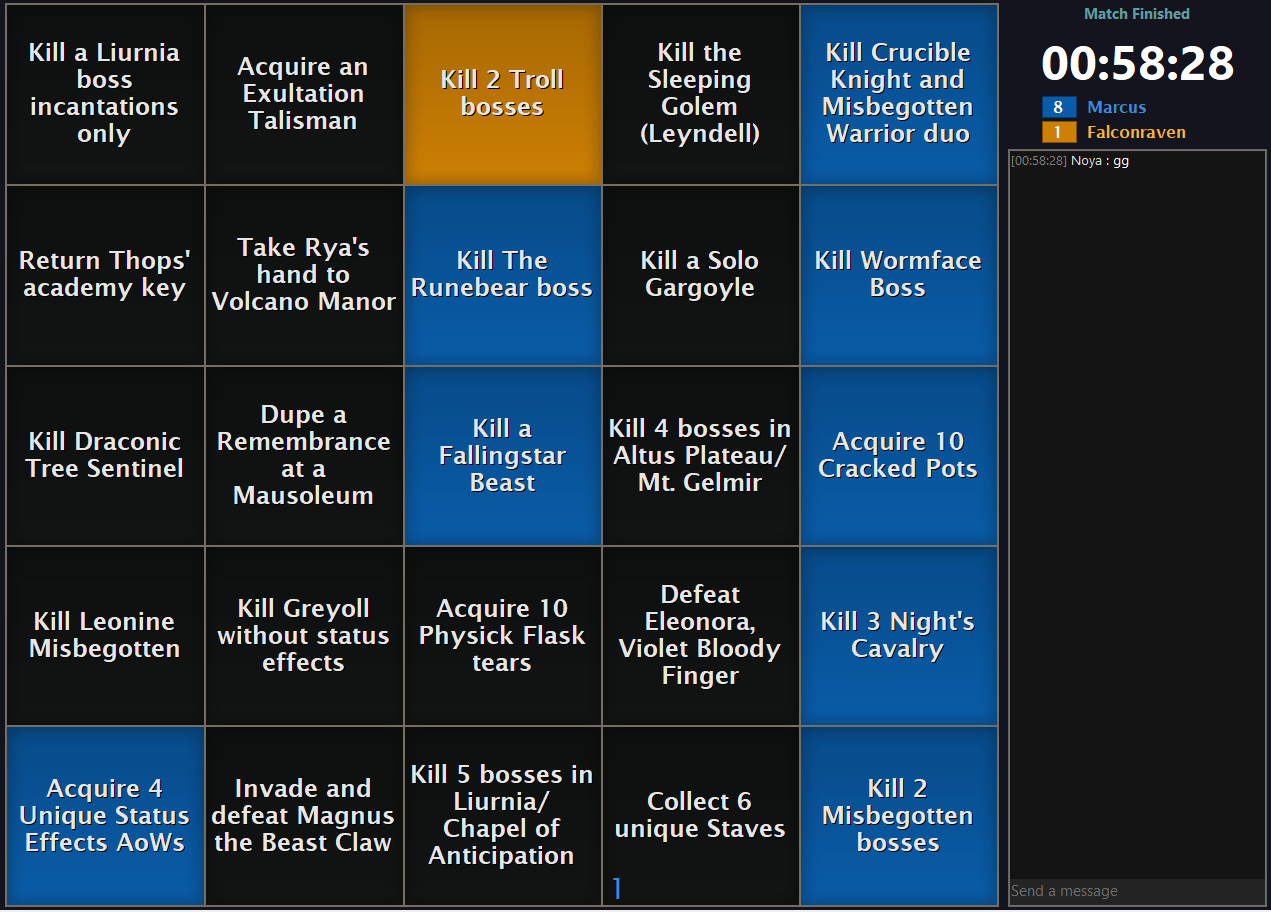 Kill a Liurnia
boss
incantations
only
Acquire an
Exultation
Talisman
Kill 2 Troll
bosses
Kill the
Sleeping
Golem
(Leyndell)
Kill Crucible
Knight and
Misbegotten
Warrior duo
Return Thops'
academy key
Take Rya's
hand to
Volcano Manor
Kill The
Runebear boss
Kill a Solo
Gargoyle
Kill Wormface
Boss
Kill Draconic
Tree Sentinel
Dupe a
Remembrance
at a
Mausoleum
Kill a
Fallingstar
Beast
Kill 4 bosses in
Altus Plateau/
Mt. Gelmir
Acquire 10
Cracked Pots
Kill Leonine
Misbegotten
Kill Greyoll
without status
effects
Acquire 10
Physick Flask
tears
Defeat
Eleonora,
Violet Bloody
Finger
Kill 3 Night's
Cavalry
Acquire 4
Unique Status
Effects AoWs
Invade and
defeat Magnus
the Beast Claw
Kill 5 bosses in
Liurnia/
Chapel of
Anticipation
Collect 6
unique Staves
1
Kill 2
Misbegotten
bosses
Match Finished
00:58:28
8 Marcus
1 Falconraven
[00:58:28] Noya : gg
Send a message